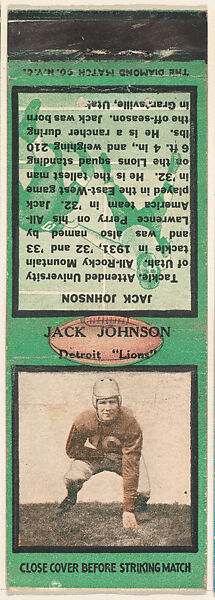 THE DIAMOND MATCH CO. N.Y.C.
JACK JOHNSON
Tackle. Attended University
of Utah, All-Rocky Mountain
tackle in 1931, '32 and '33
and was also named by
Lawrence Perry on his All-
America team in '32. Jack
played in the East-West game
in '32. He is the tallest man
on the Lions squad standing
6 ft. 4 in., and weighing 210
lbs. He is a rancher during
the off-season. Jack was born
in Grantsville, Utah
JACK JOHNSON
Detroit "Lions"
CLOSE COVER BEFORE STRIKING MATCH